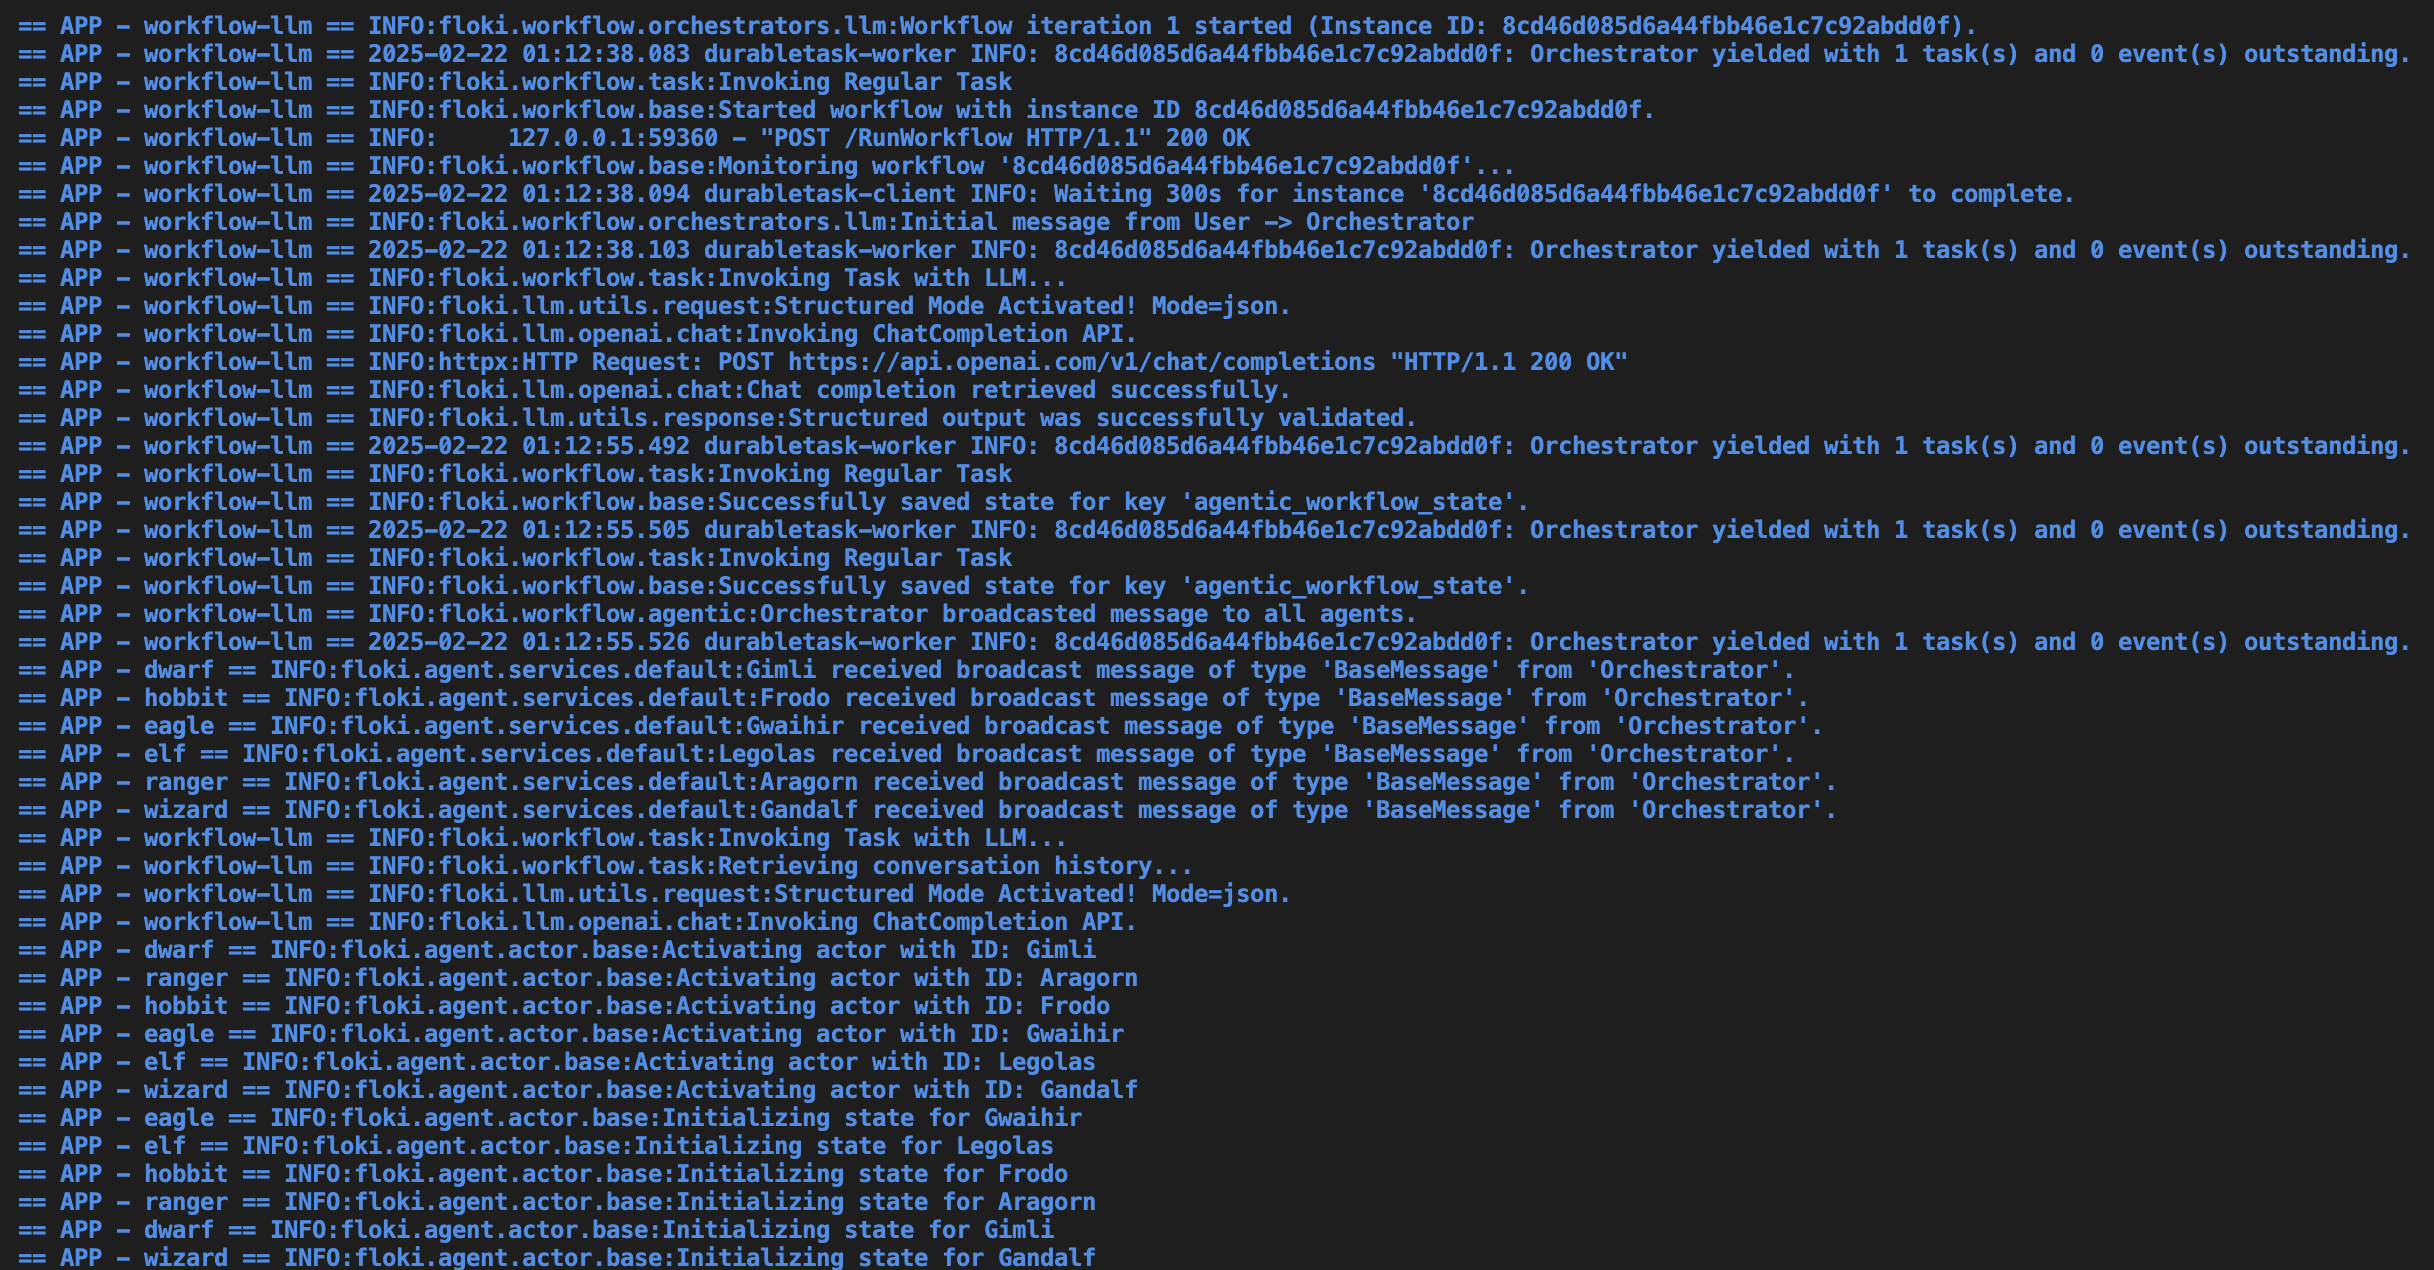 == APP - workflow-llm == INFO:floki.workflow.orchestrators.llm:Workflow iteration 1 started (Instance ID: 8cd46d085d6a44fbb46e1c7c92abdd0f).
== APP - workflow-llm == 2025-02-22 01:12:38.083 durabletask-worker INFO: 8cd46d085d6a44fbb46e1c7c92abdd0f: Orchestrator yielded with 1 task(s) and 0 event(s) outstanding.
== APP - workflow-llm == INFO:floki.workflow.task:Invoking Regular Task
== APP - workflow-llm == INFO:floki.workflow.base:Started workflow with instance ID 8cd46d085d6a44fbb46e1c7c92abdd0f.
== APP - workflow-llm == INFO:     127.0.0.1:59360 - "POST /RunWorkflow HTTP/1.1" 200 OK
== APP - workflow-llm == INFO:floki.workflow.base:Monitoring workflow '8cd46d085d6a44fbb46e1c7c92abdd0f'...
== APP - workflow-llm == 2025-02-22 01:12:38.094 durabletask-client INFO: Waiting 300s for instance '8cd46d085d6a44fbb46e1c7c92abdd0f' to complete.
== APP - workflow-llm == INFO:floki.workflow.orchestrators.llm:Initial message from User -> Orchestrator
== APP - workflow-llm == 2025-02-22 01:12:38.103 durabletask-worker INFO: 8cd46d085d6a44fbb46e1c7c92abdd0f: Orchestrator yielded with 1 task(s) and 0 event(s) outstanding.
== APP - workflow-llm == INFO:floki.workflow.task:Invoking Task with LLM...
== APP - workflow-llm == INFO:floki.llm.utils.request:Structured Mode Activated! Mode=json.
== APP - workflow-llm == INFO:floki.llm.openai.chat:Invoking ChatCompletion API.
== APP - workflow-llm == INFO:httpx:HTTP Request: POST https://api.openai.com/v1/chat/completions "HTTP/1.1 200 OK"
== APP - workflow-llm == INFO:floki.llm.openai.chat:Chat completion retrieved successfully.
== APP - workflow-llm == INFO:floki.llm.utils.response:Structured output was successfully validated.
== APP - workflow-llm == 2025-02-22 01:12:55.492 durabletask-worker INFO: 8cd46d085d6a44fbb46e1c7c92abdd0f: Orchestrator yielded with 1 task(s) and 0 event(s) outstanding.
== APP - workflow-llm == INFO:floki.workflow.task:Invoking Regular Task
== APP - workflow-llm == INFO:floki.workflow.base:Successfully saved state for key 'agentic_workflow_state'.
== APP - workflow-llm == 2025-02-22 01:12:55.505 durabletask-worker INFO: 8cd46d085d6a44fbb46e1c7c92abdd0f: Orchestrator yielded with 1 task(s) and 0 event(s) outstanding.
== APP - workflow-llm == INFO:floki.workflow.task:Invoking Regular Task
== APP - workflow-llm == INFO:floki.workflow.base:Successfully saved state for key 'agentic_workflow_state'.
== APP - workflow-llm == INFO:floki.workflow.agentic:Orchestrator broadcasted message to all agents.
== APP - workflow-llm == 2025-02-22 01:12:55.526 durabletask-worker INFO: 8cd46d085d6a44fbb46e1c7c92abdd0f: Orchestrator yielded with 1 task(s) and 0 event(s) outstanding.
== APP - dwarf == INFO:floki.agent.services.default:Gimli received broadcast message of type 'BaseMessage' from 'Orchestrator'.
== APP - hobbit == INFO:floki.agent.services.default:Frodo received broadcast message of type 'BaseMessage' from 'Orchestrator'.
== APP - eagle == INFO:floki.agent.services.default:Gwaihir received broadcast message of type 'BaseMessage' from 'Orchestrator'.
== APP - elf == INFO:floki.agent.services.default:Legolas received broadcast message of type 'BaseMessage' from 'Orchestrator'.
== APP - ranger == INFO:floki.agent.services.default:Aragorn received broadcast message of type 'BaseMessage' from 'Orchestrator'.
== APP - wizard == INFO:floki.agent.services.default:Gandalf received broadcast message of type 'BaseMessage' from 'Orchestrator'.
== APP - workflow-llm == INFO:floki.workflow.task:Invoking Task with LLM...
== APP - workflow-llm == INFO:floki.workflow.task:Retrieving conversation history...
== APP - workflow-llm == INFO:floki.llm.utils.request:Structured Mode Activated! Mode=json.
== APP - workflow-llm == INFO:floki.llm.openai.chat:Invoking ChatCompletion API.
== APP - dwarf == INFO:floki.agent.actor.base:Activating actor with ID: Gimli
== APP - ranger == INFO:floki.agent.actor.base:Activating actor with ID: Aragorn
== APP - hobbit == INFO:floki.agent.actor.base:Activating actor with ID: Frodo
== APP - eagle == INFO:floki.agent.actor.base:Activating actor with ID: Gwaihir
== APP - elf == INFO:floki.agent.actor.base:Activating actor with ID: Legolas
== APP - wizard == INFO:floki.agent.actor.base:Activating actor with ID: Gandalf
== APP - eagle == INFO:floki.agent.actor.base:Initializing state for Gwaihir
== APP - elf == INFO:floki.agent.actor.base:Initializing state for Legolas
== APP - hobbit == INFO:floki.agent.actor.base:Initializing state for Frodo
== APP - ranger == INFO:floki.agent.actor.base:Initializing state for Aragorn
== APP - dwarf == INFO:floki.agent.actor.base:Initializing state for Gimli
== APP - wizard == INFO:floki.agent.actor.base:Initializing state for Gandalf